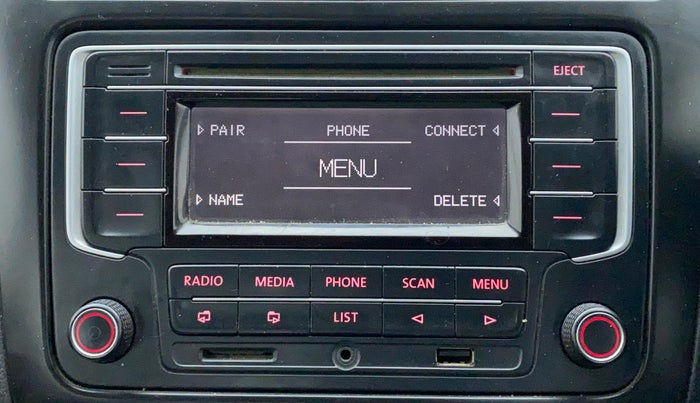 EJECT
PAIR PHONE CONNECT
MENU
NAME DELETE
RADIO MEDIA PHONE SCAN MENU
LIST